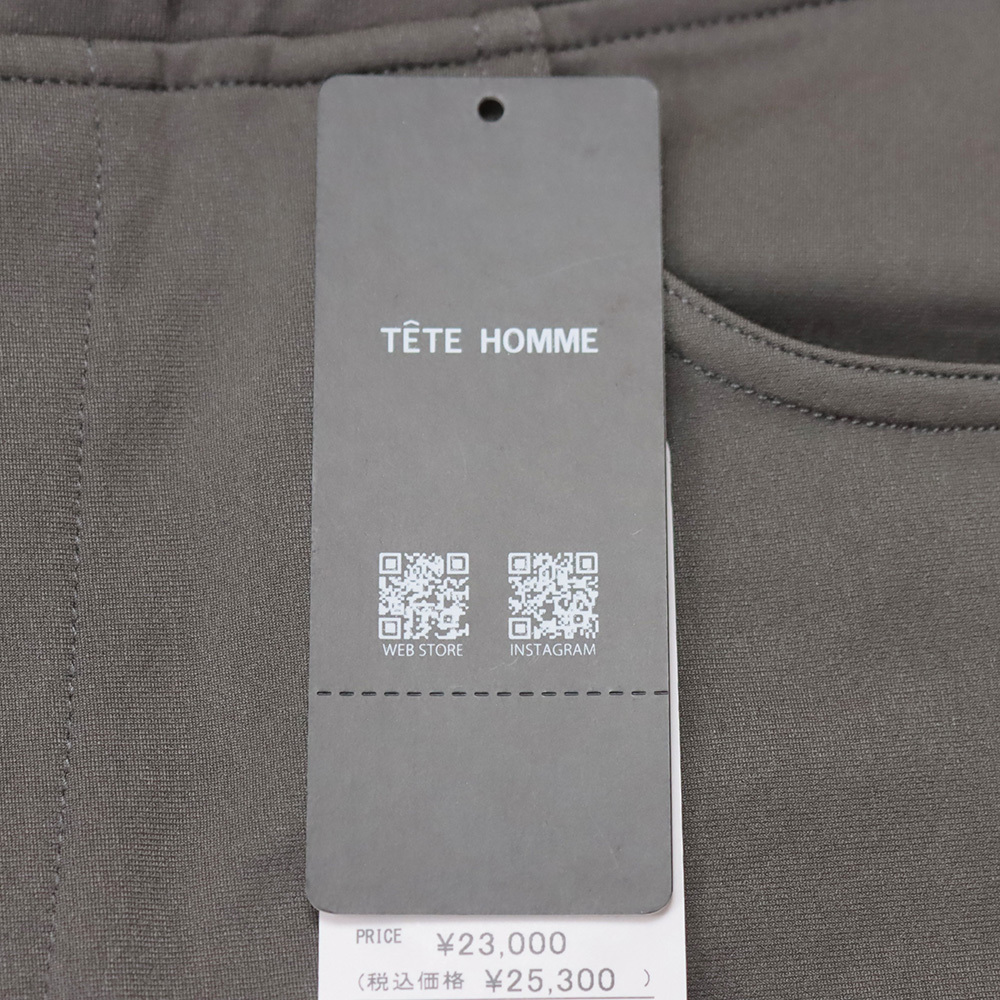 TÊTE HOMME
WEB STORE INSTAGRAM
PRICE ¥23,000
(税込価格 ¥25,300 )